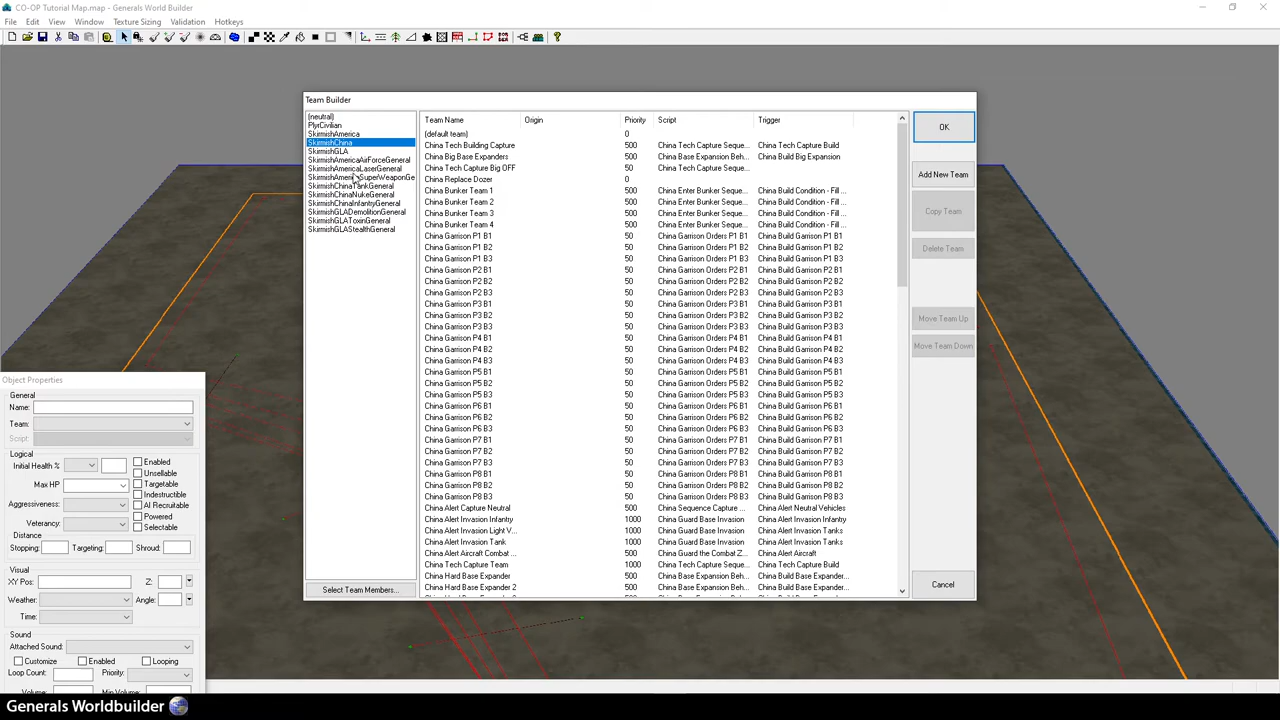 CO-OP Tutorial Map.map - Generals World Builder
File Edit View Window Texture Sizing Validation Hotkeys
Team Builder
(neutral)
PlyrCivilian
SkirmishAmerica
SkirmishChina
SkirmishGLA
SkirmishAmericaAirForceGeneral
SkirmishAmericaLaserGeneral
SkirmishAmericaSuperWeaponGe
SkirmishChinaTankGeneral
SkirmishChinaNukeGeneral
SkirmishChinaInfantryGeneral
SkirmishGLADemolitionGeneral
SkirmishGLAToxinGeneral
SkirmishGLAStealthGeneral
Select Team Members...
Team Name Origin Priority Script Trigger
(default team) 0
China Tech Building Capture 500 China Tech Capture Seque... China Tech Capture Build
China Big Base Expanders 500 China Base Expansion Beh... China Build Big Expansion
China Tech Capture Big OFF 50 China Tech Capture Seque...
China Replace Dozer 0
China Bunker Team 1 500 China Enter Bunker Seque... Build Condition - Fill ...
China Bunker Team 2 500 China Enter Bunker Seque... Build Condition - Fill ...
China Bunker Team 3 500 China Enter Bunker Seque... Build Condition - Fill ...
China Bunker Team 4 500 China Enter Bunker Seque... Build Condition - Fill ...
China Garrison P1 B1 50 China Garrison Orders P1 B1 China Build Garrison P1 B1
China Garrison P1 B2 50 China Garrison Orders P1 B2 China Build Garrison P1 B2
China Garrison P1 B3 50 China Garrison Orders P1 B3 China Build Garrison P1 B3
China Garrison P2 B1 50 China Garrison Orders P2 B1 China Build Garrison P2 B1
China Garrison P2 B2 50 China Garrison Orders P2 B2 China Build Garrison P2 B2
China Garrison P2 B3 50 China Garrison Orders P2 B3 China Build Garrison P2 B3
China Garrison P3 B1 50 China Garrison Orders P3 B1 China Build Garrison P3 B1
China Garrison P3 B2 50 China Garrison Orders P3 B2 China Build Garrison P3 B2
China Garrison P3 B3 50 China Garrison Orders P3 B3 China Build Garrison P3 B3
China Garrison P4 B1 50 China Garrison Orders P4 B1 China Build Garrison P4 B1
China Garrison P4 B2 50 China Garrison Orders P4 B2 China Build Garrison P4 B2
China Garrison P4 B3 50 China Garrison Orders P4 B3 China Build Garrison P4 B3
China Garrison P5 B1 50 China Garrison Orders P5 B1 China Build Garrison P5 B1
China Garrison P5 B2 50 China Garrison Orders P5 B2 China Build Garrison P5 B2
China Garrison P5 B3 50 China Garrison Orders P5 B3 China Build Garrison P5 B3
China Garrison P6 B1 50 China Garrison Orders P6 B1 China Build Garrison P6 B1
China Garrison P6 B2 50 China Garrison Orders P6 B2 China Build Garrison P6 B2
China Garrison P6 B3 50 China Garrison Orders P6 B3 China Build Garrison P6 B3
China Garrison P7 B1 50 China Garrison Orders P7 B1 China Build Garrison P7 B1
China Garrison P7 B2 50 China Garrison Orders P7 B2 China Build Garrison P7 B2
China Garrison P7 B3 50 China Garrison Orders P7 B3 China Build Garrison P7 B3
China Garrison P8 B1 50 China Garrison Orders P8 B1 China Build Garrison P8 B1
China Garrison P8 B2 50 China Garrison Orders P8 B2 China Build Garrison P8 B2
China Garrison P8 B3 50 China Garrison Orders P8 B3 China Build Garrison P8 B3
China Alert Capture Neutral 500 China Sequence Capture ... China Alert Neutral Vehicles
China Alert Invasion Infantry 1000 China Guard Base Invasion China Alert Invasion Infantry
China Alert Invasion Light V... 1000 China Guard Base Invasion China Alert Invasion Tanks
China Alert Invasion Tank 1000 China Guard Base Invasion China Alert Invasion Tanks
China Alert Aircraft Combat ... 500 China Guard the Combat Z... China Alert Aircraft
China Tech Capture Team 1000 China Tech Capture Seque... China Tech Capture Build
China Hard Base Expander 500 China Base Expansion Beh... China Build Base Expander...
China Hard Base Expander 2 500 China Base Expansion Beh... China Build Base Expander...
OK
Add New Team
Copy Team
Delete Team
Move Team Up
Move Team Down
Cancel
Object Properties
General
Name:
Team:
Script:
Logical
Initial Health %
Max HP
Aggressiveness:
Veterancy:
Enabled
Unsellable
Targetable
Indestructible
AI Recruitable
Powered
Selectable
Distance
Stopping: Targeting: Shroud:
Visual
XY Pos: Z:
Weather: Angle:
Time:
Sound
Attached Sound:
Customize Enabled Looping
Loop Count: Priority:
Volume: Min Volume:
Generals Worldbuilder